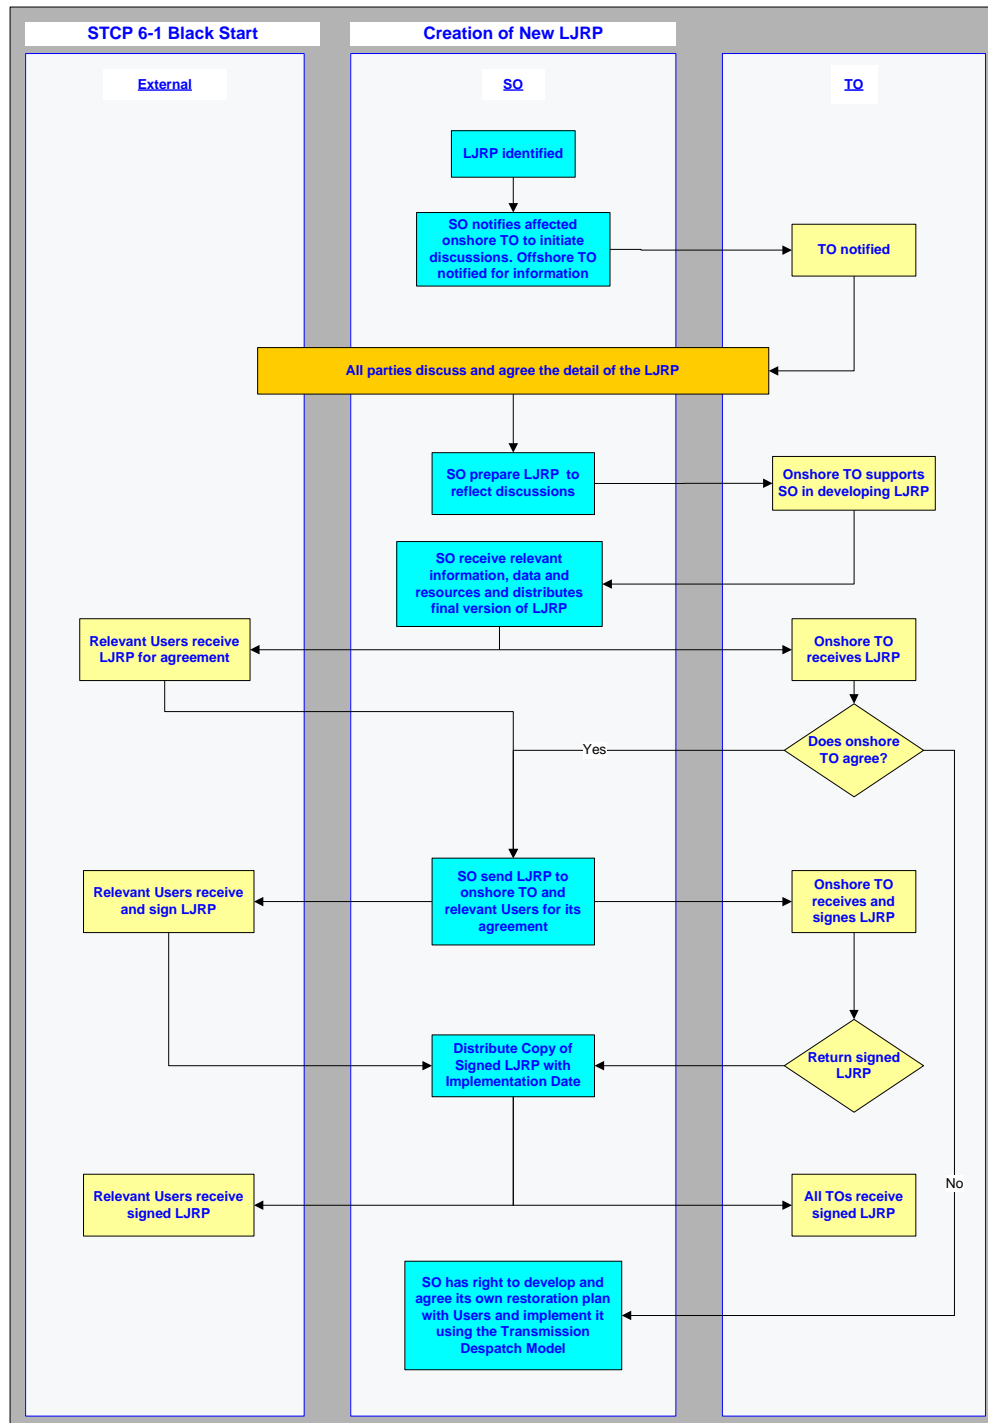 STCP 6-1 Black Start
Creation of New LJRP
External
SO
TO
LJRP identified
SO notifies affected
onshore TO to initiate
discussions. Offshore TO
notified for information
TO notified
All parties discuss and agree the detail of the LJRP
SO prepare LJRP to
reflect discussions
Onshore TO supports
SO in developing LJRP
SO receive relevant
information, data and
resources and distributes
final version of LJRP
Relevant Users receive
LJRP for agreement
Onshore TO
receives LJRP
Does onshore
TO agree?
Yes
SO send LJRP to
onshore TO and
relevant Users for its
agreement
Relevant Users receive
and sign LJRP
Onshore TO
receives and
signes LJRP
Distribute Copy of
Signed LJRP with
Implementation Date
Return signed
LJRP
Relevant Users receive
signed LJRP
All TOs receive
signed LJRP
No
SO has right to develop and
agree its own restoration plan
with Users and implement it
using the Transmission
Despatch Model